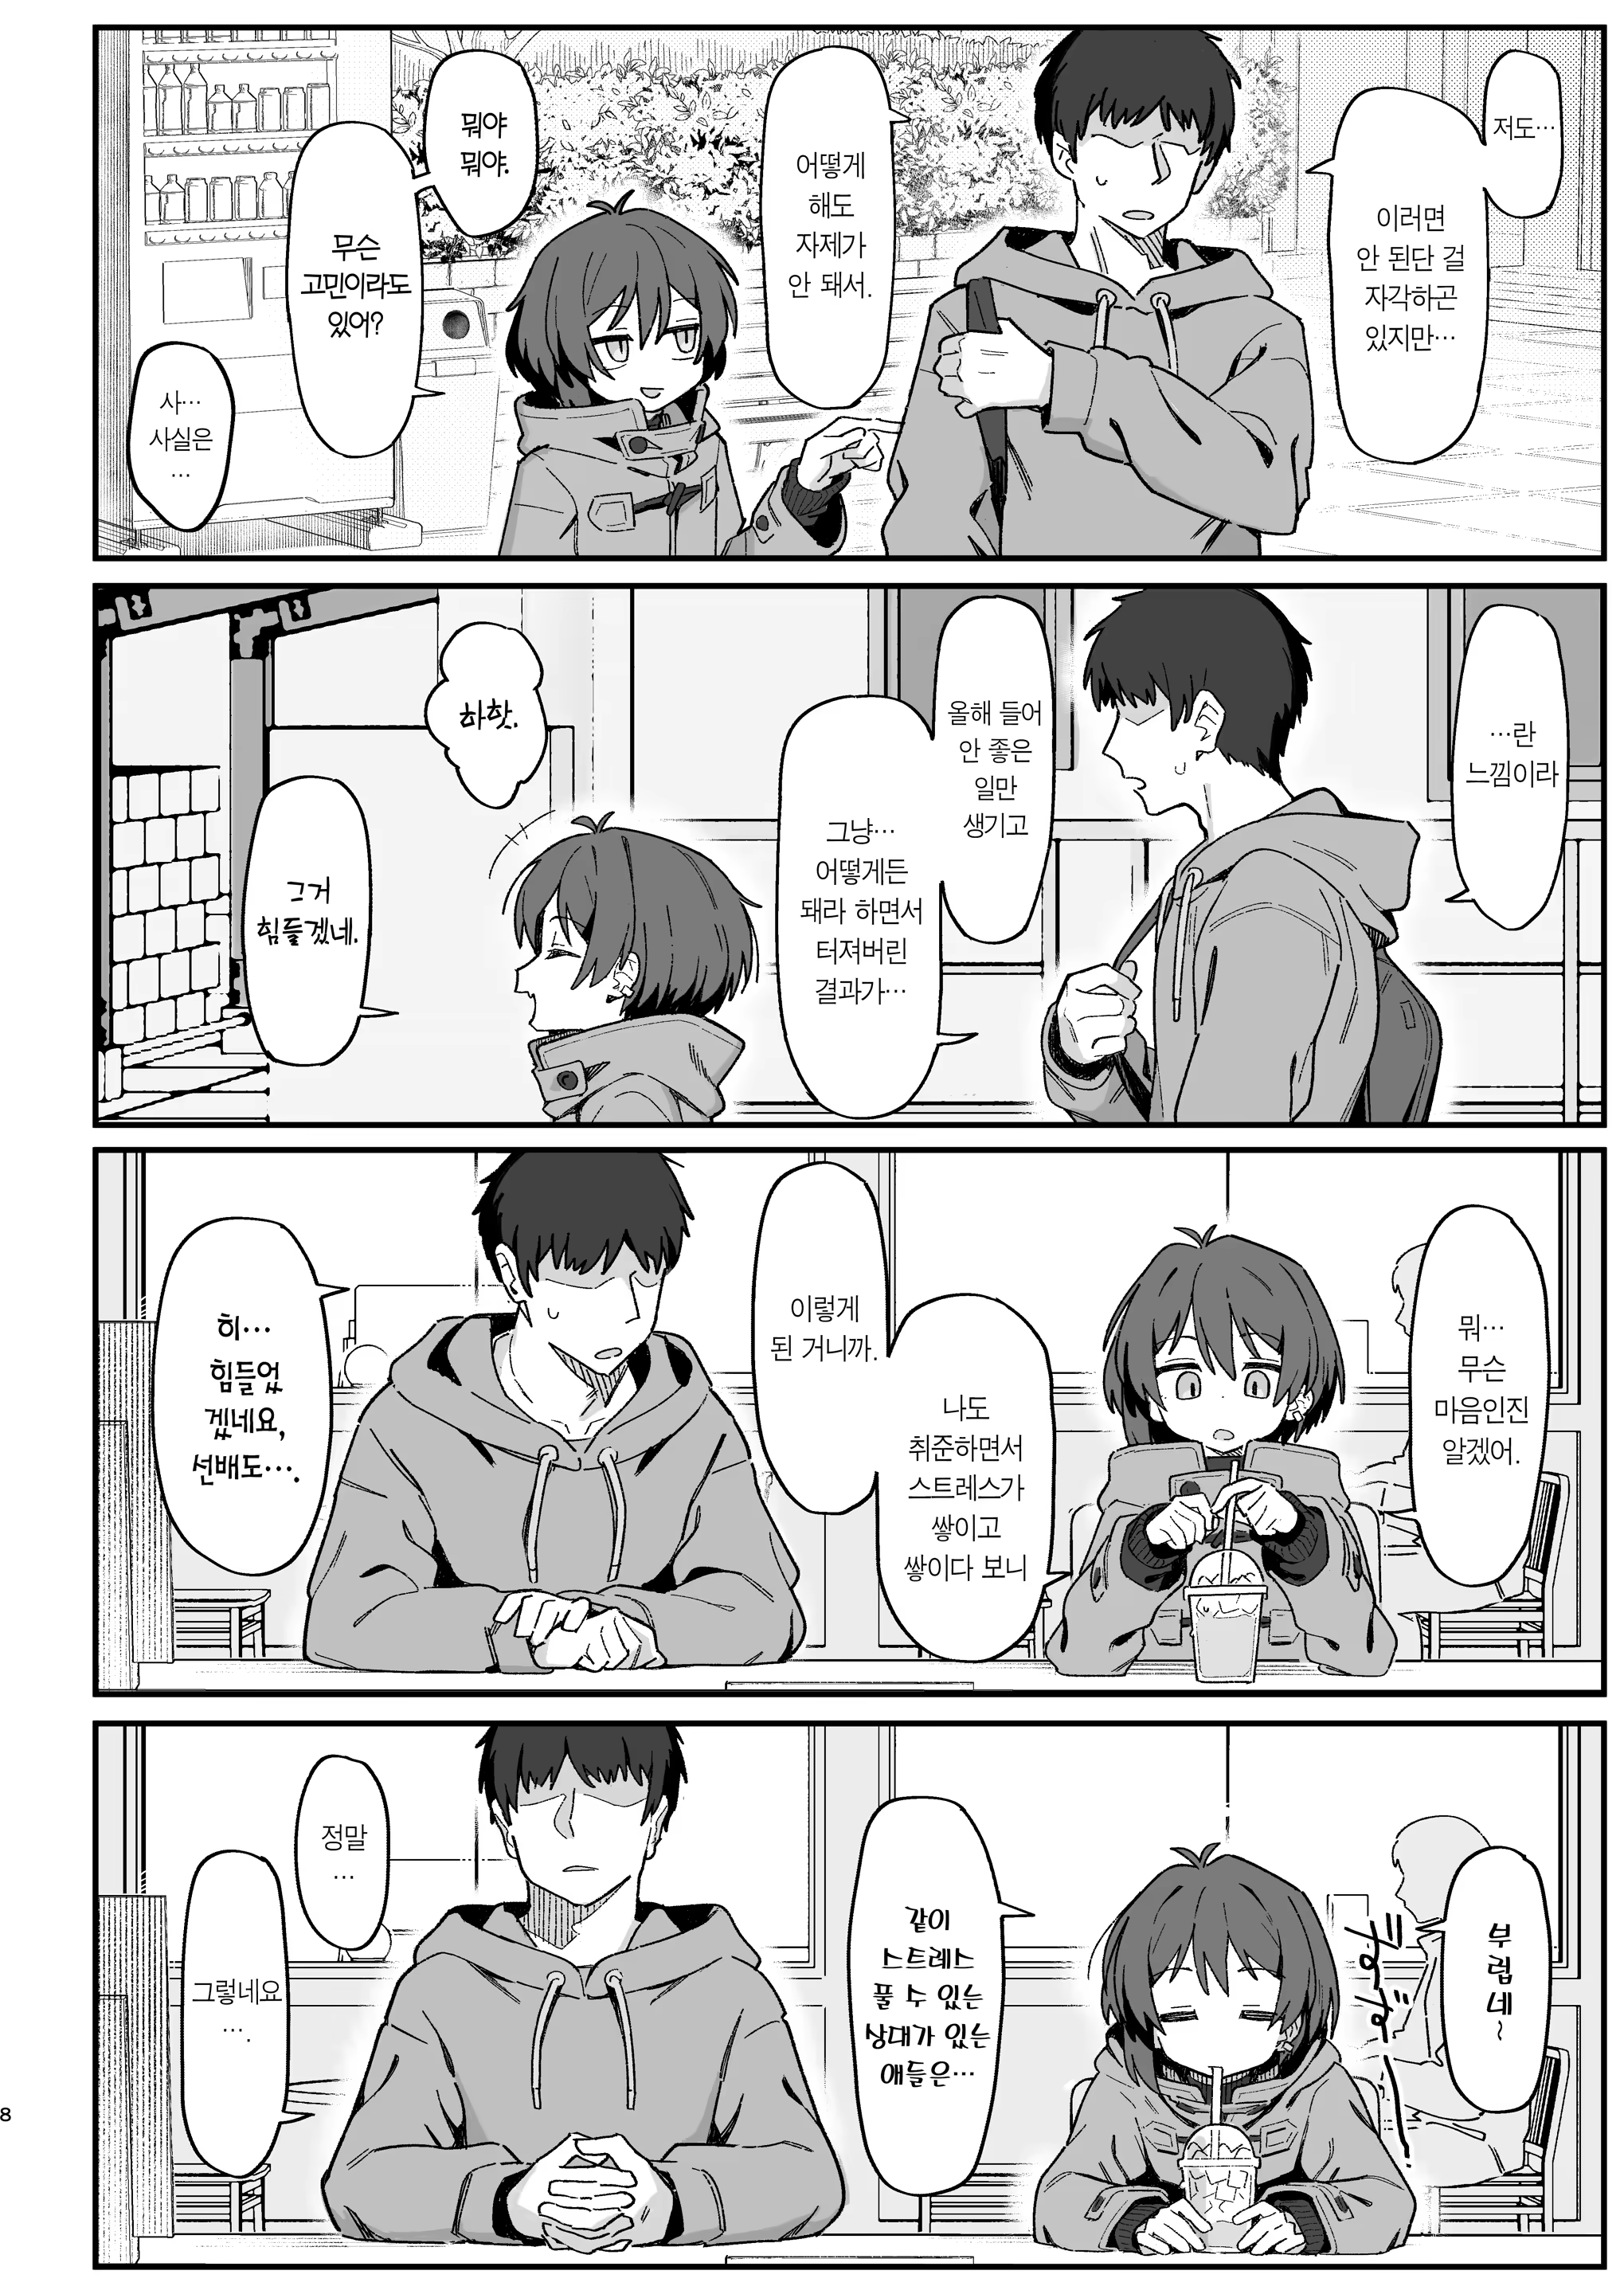 저도…
이러면
안 된단 걸
자각하곤
있지만…
어떻게
해도
자제가
안 돼서.
뭐야
뭐야.
무슨
고민이라도
있어?
사…
사실은
…
…란
느낌이라
올해 들어
안 좋은
일만
생기고
그냥…
어떻게든
돼라 하면서
터져버린
결과가…
하핫.
그거
힘들겠네.
뭐…
무슨
마음인진
알겠어.
나도
취준하면서
스트레스가
쌓이고
쌓이다 보니
이렇게
된 거니까.
히…
힘들었
겠네요,
선배도….
부럽네~
같이
스트레스
풀 수 있는
상대가 있는
애들은…
정말
…
그렇네요
….
8